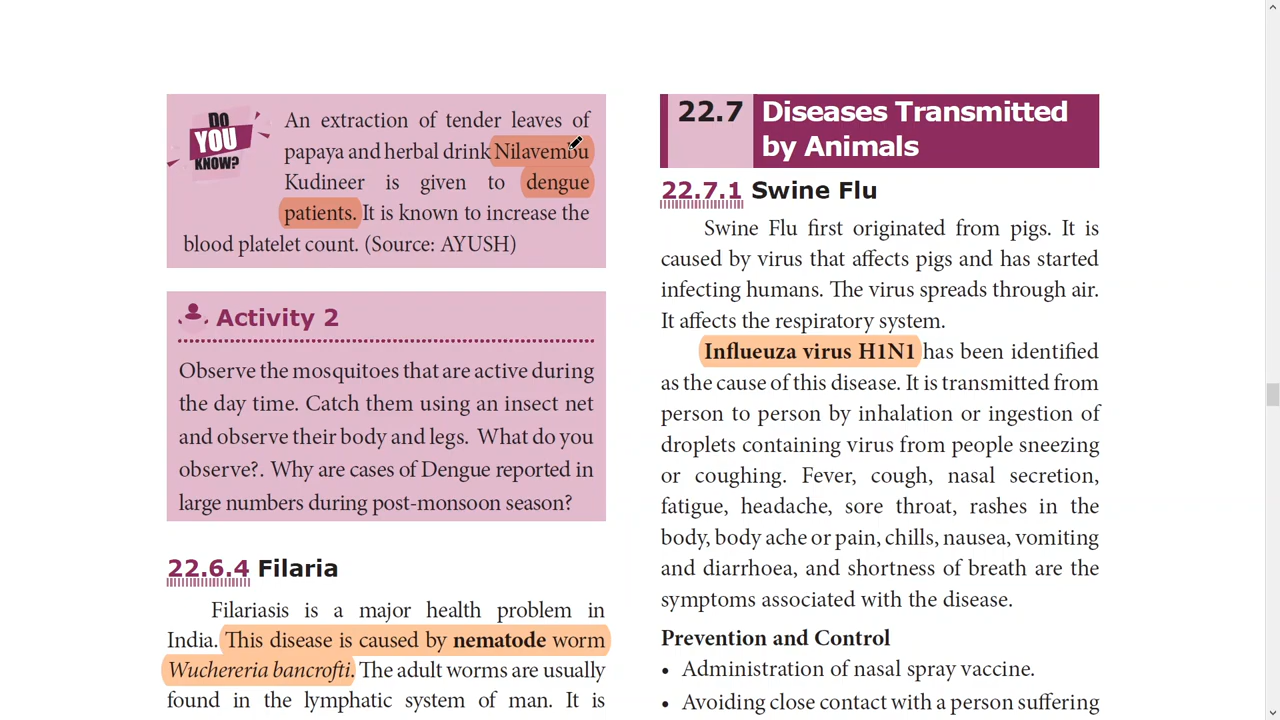 DO
YOU
KNOW?
An extraction of tender leaves of
papaya and herbal drink Nilavembu
Kudineer is given to dengue
patients. It is known to increase the
blood platelet count. (Source: AYUSH)
Activity 2
Observe the mosquitoes that are active during
the day time. Catch them using an insect net
and observe their body and legs. What do you
observe?. Why are cases of Dengue reported in
large numbers during post-monsoon season?
22.6.4 Filaria
Filariasis is a major health problem in
India. This disease is caused by nematode worm
Wuchereria bancrofti. The adult worms are usually
found in the lymphatic system of man. It is
22.7 Diseases Transmitted
by Animals
22.7.1 Swine Flu
Swine Flu first originated from pigs. It is
caused by virus that affects pigs and has started
infecting humans. The virus spreads through air.
It affects the respiratory system.
Influeuza virus H1N1 has been identified
as the cause of this disease. It is transmitted from
person to person by inhalation or ingestion of
droplets containing virus from people sneezing
or coughing. Fever, cough, nasal secretion,
fatigue, headache, sore throat, rashes in the
body, body ache or pain, chills, nausea, vomiting
and diarrhoea, and shortness of breath are the
symptoms associated with the disease.
Prevention and Control
• Administration of nasal spray vaccine.
• Avoiding close contact with a person suffering